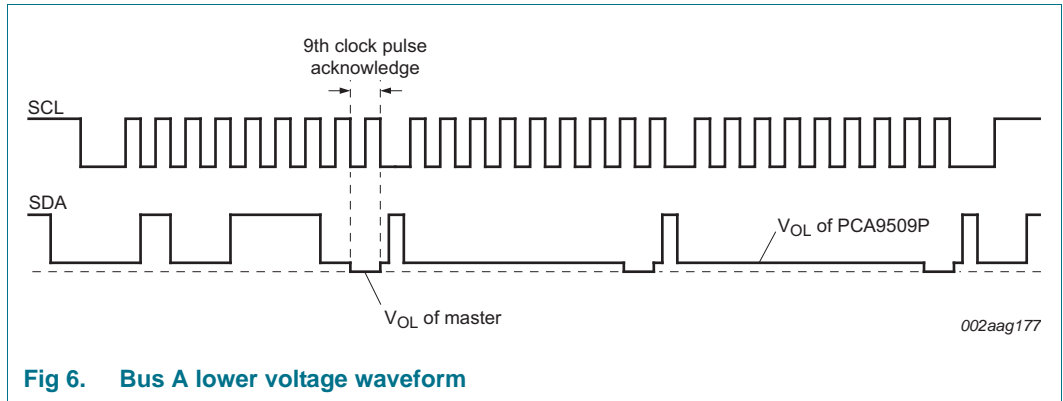 9th clock pulse
acknowledge
SCL
SDA
VOL of PCA9509P
VOL of master
002aag177
Fig 6. Bus A lower voltage waveform